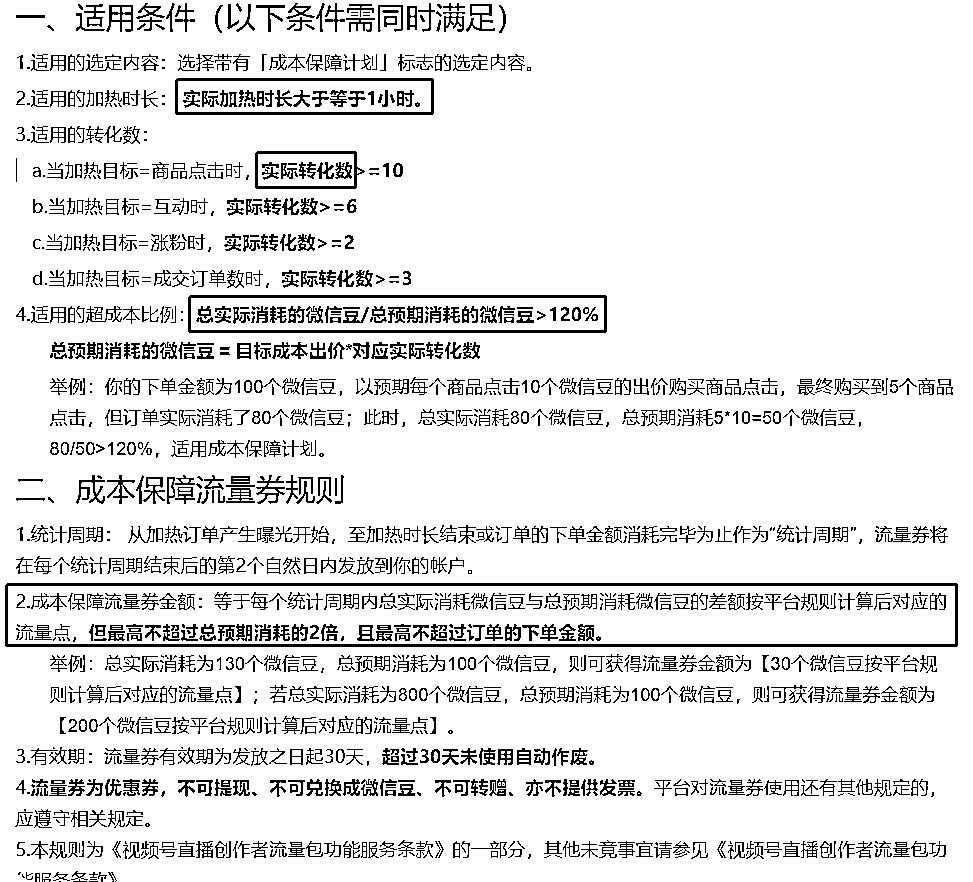 一、适用条件（以下条件需同时满足）
1.适用的选定内容：选择带有「成本保障计划」标志的选定内容。
2.适用的加热时长：实际加热时长大于等于1小时。
3.适用的转化数：
a.当加热目标=商品点击时，实际转化数>=10
b.当加热目标=互动时，实际转化数>=6
c.当加热目标=涨粉时，实际转化数>=2
d.当加热目标=成交订单数时，实际转化数>=3
4.适用的超成本比例：总实际消耗的微信豆/总预期消耗的微信豆>120%
总预期消耗的微信豆 = 目标成本出价*对应实际转化数
举例：你的下单金额为100个微信豆，以预期每个商品点击10个微信豆的出价购买商品点击，最终购买到5个商品
点击，但订单实际消耗了80个微信豆；此时，总实际消耗80个微信豆，总预期消耗5*10=50个微信豆，
80/50>120%，适用成本保障计划。
二、成本保障流量券规则
1.统计周期： 从加热订单产生曝光开始，至加热时长结束或订单的下单金额消耗完毕为止作为“统计周期”，流量券将
在每个统计周期结束后的第2个自然日内发放到你的帐户。
2.成本保障流量券金额：等于每个统计周期内总实际消耗微信豆与总预期消耗微信豆的差额按平台规则计算后对应的
流量点，但最高不超过总预期消耗的2倍，且最高不超过订单的下单金额。
举例：总实际消耗为130个微信豆，总预期消耗为100个微信豆，则可获得流量券金额为【30个微信豆按平台规
则计算后对应的流量点】；若总实际消耗为800个微信豆，总预期消耗为100个微信豆，则可获得流量券金额为
【200个微信豆按平台规则计算后对应的流量点】。
3.有效期：流量券有效期为发放之日起30天，超过30天未使用自动作废。
4.流量券为优惠券，不可提现、不可兑换成微信豆、不可转赠、亦不提供发票。平台对流量券使用还有其他规定的，
应遵守相关规定。
5.本规则为《视频号直播创作者流量包功能服务条款》的一部分，其他未竟事宜请参见《视频号直播创作者流量包功
能服务条款》